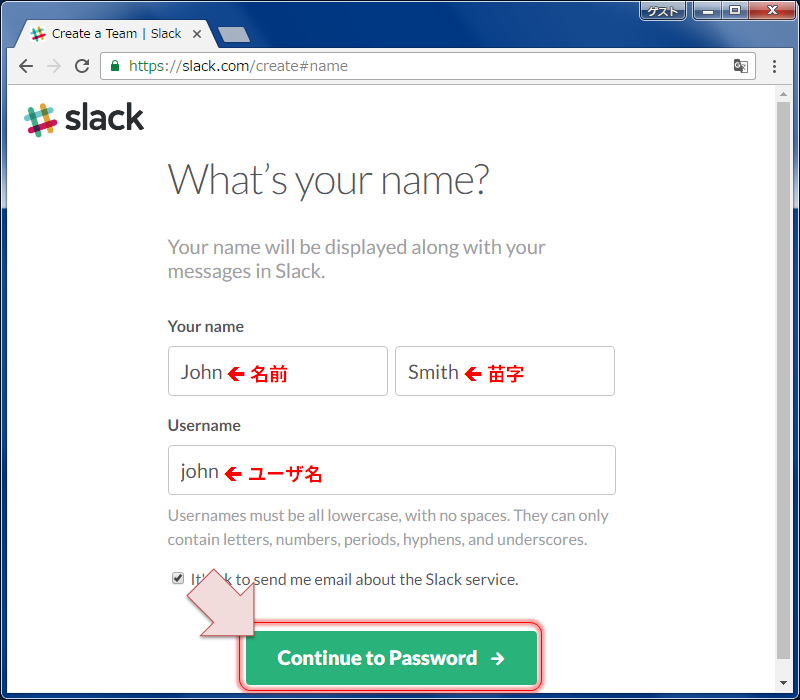 ゲスト
Create a Team | Slack
https://slack.com/create#name
slack
What's your name?
Your name will be displayed along with your
messages in Slack.
Your name
John ← 名前
Smith ← 苗字
Username
john ← ユーザ名
Usernames must be all lowercase, with no spaces. They can only
contain letters, numbers, periods, hyphens, and underscores.
to send me email about the Slack service.
Continue to Password →